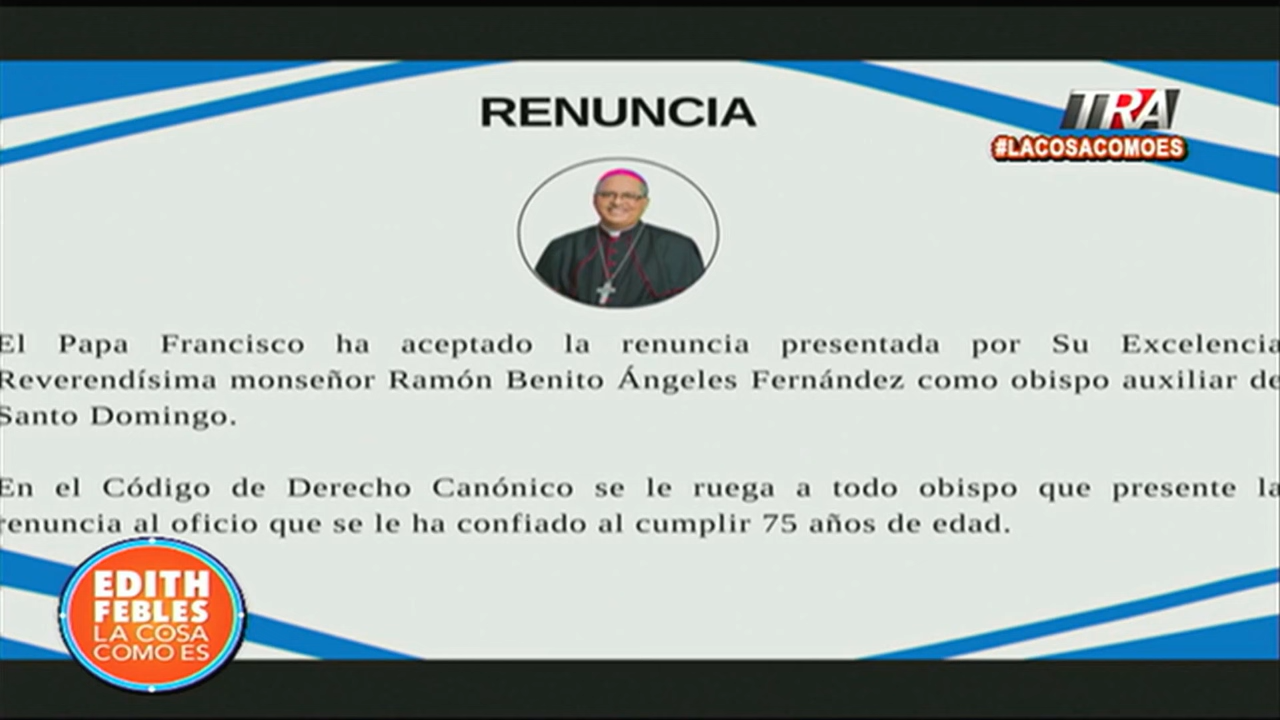 RENUNCIA
TRA
#LACOSACOMOES
El Papa Francisco ha aceptado la renuncia presentada por Su Excelencia
Reverendísima monseñor Ramón Benito Ángeles Fernández como obispo auxiliar de
Santo Domingo.
En el Código de Derecho Canónico se le ruega a todo obispo que presente la
renuncia al oficio que se le ha confiado al cumplir 75 años de edad.
EDITH
FEBLES
LA COSA
COMO ES